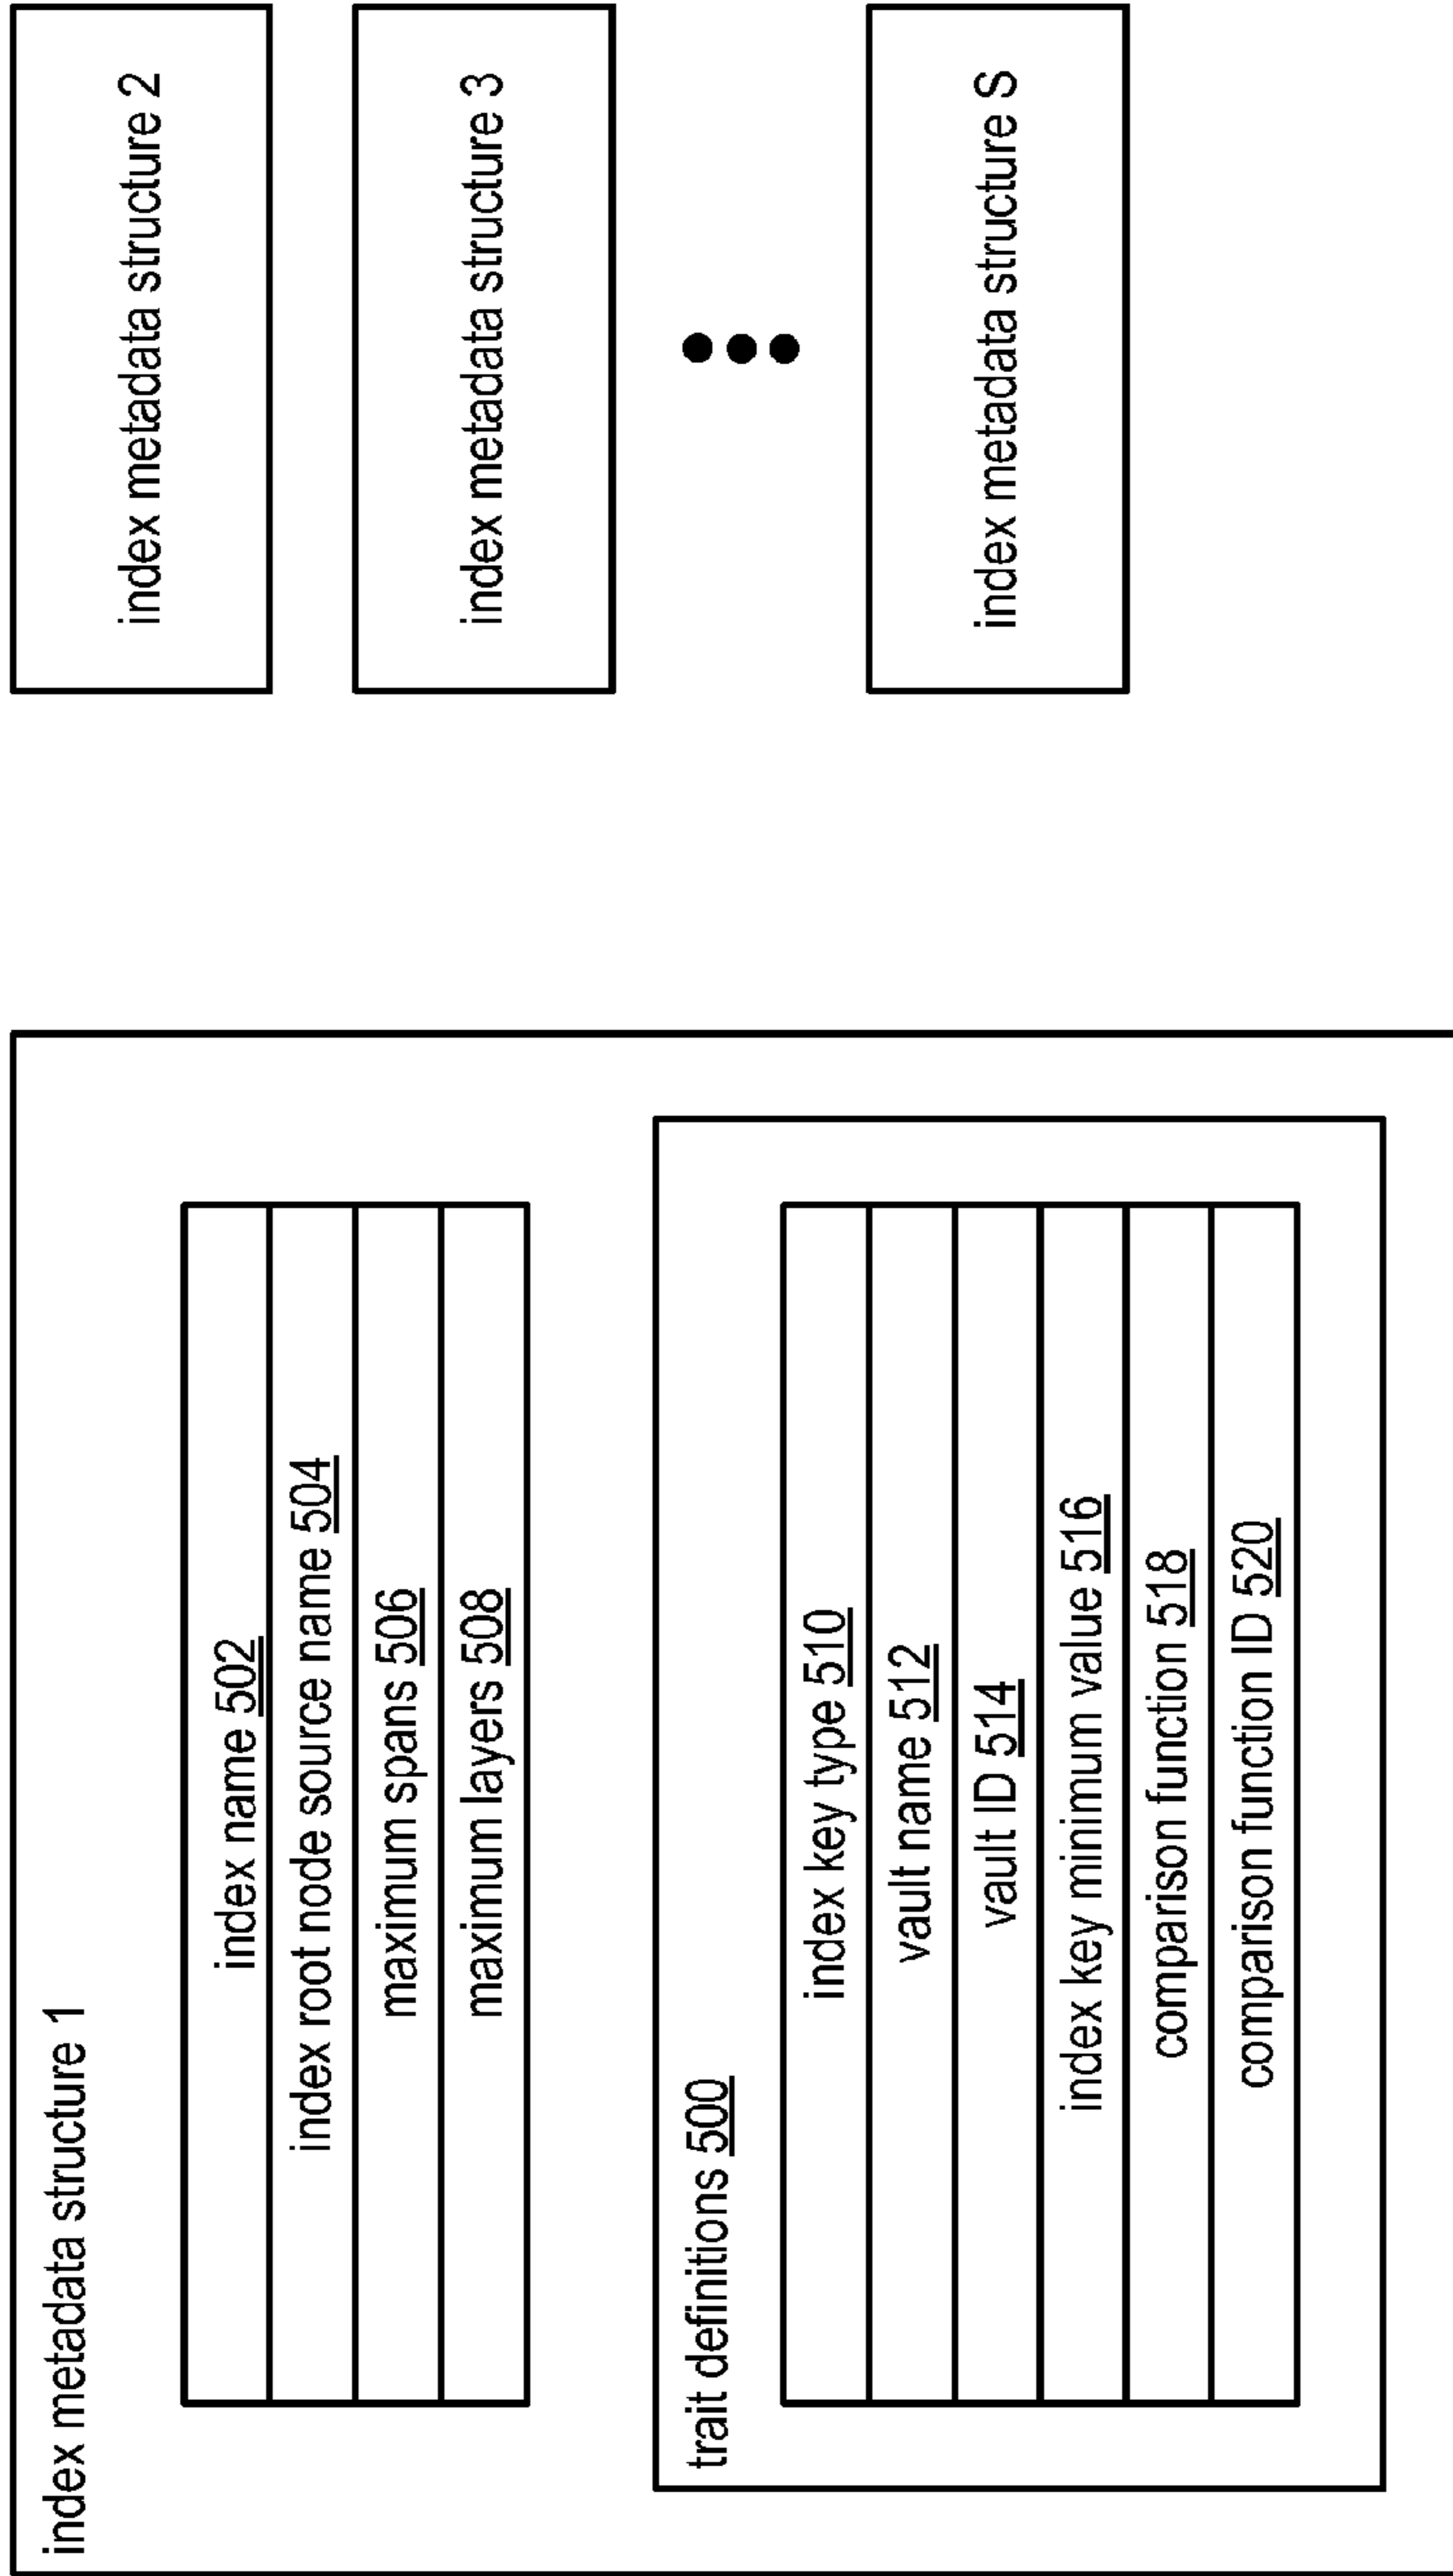 index metadata structure 1
index name 502
index root node source name 504
maximum spans 506
maximum layers 508
trait definitions 500
index key type 510
vault name 512
vault ID 514
index key minimum value 516
comparison function 518
comparison function ID 520
index metadata structure 2
index metadata structure 3
index metadata structure S